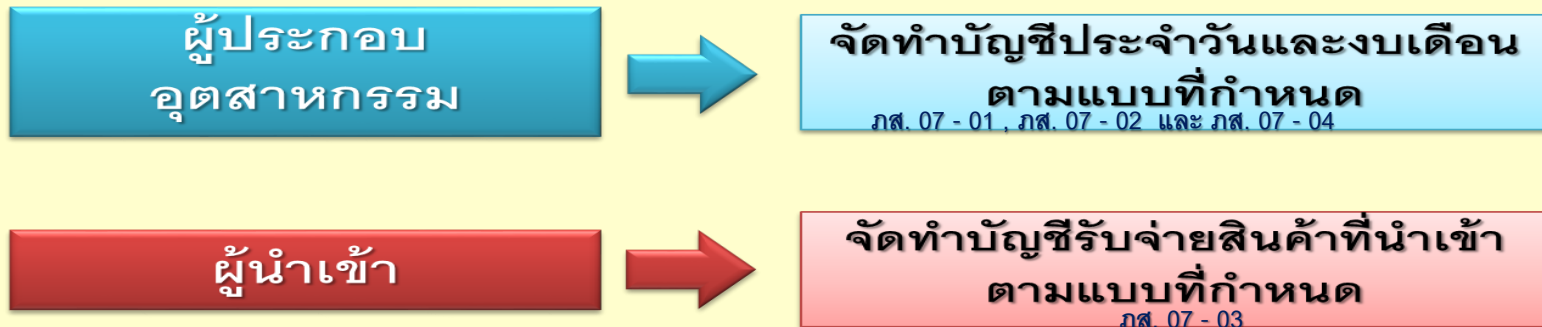 ผู้ประกอบ
อุตสาหกรรม
จัดทำบัญชีประจำวันและงบเดือน
ตามแบบที่กำหนด
ภส. 07 - 01 , ภส. 07 - 02 และ ภส. 07 - 04
ผู้นำเข้า
จัดทำบัญชีรับจ่ายสินค้าที่นำเข้า
ตามแบบที่กำหนด
ภส. 07 - 03